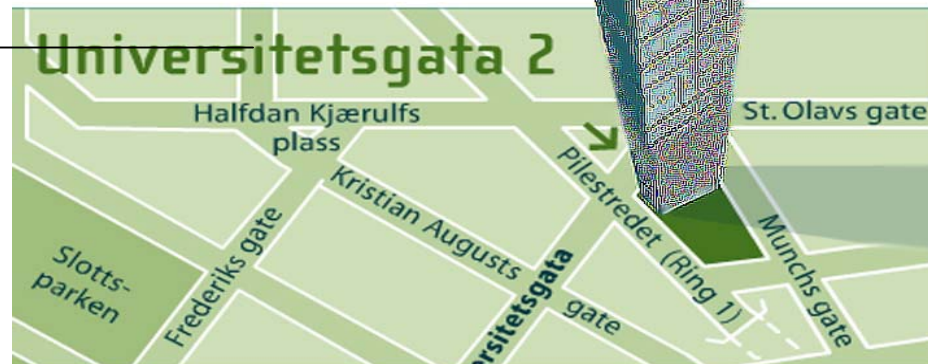 Universitetsgata 2
Halfdan Kjærulfs
plass
St. Olavs gate
Pilestredet (Ring 1)
Kristian Augusts
gate
Munchs gate
Slotts-
parken
Frederiks gate
ersitetsgata